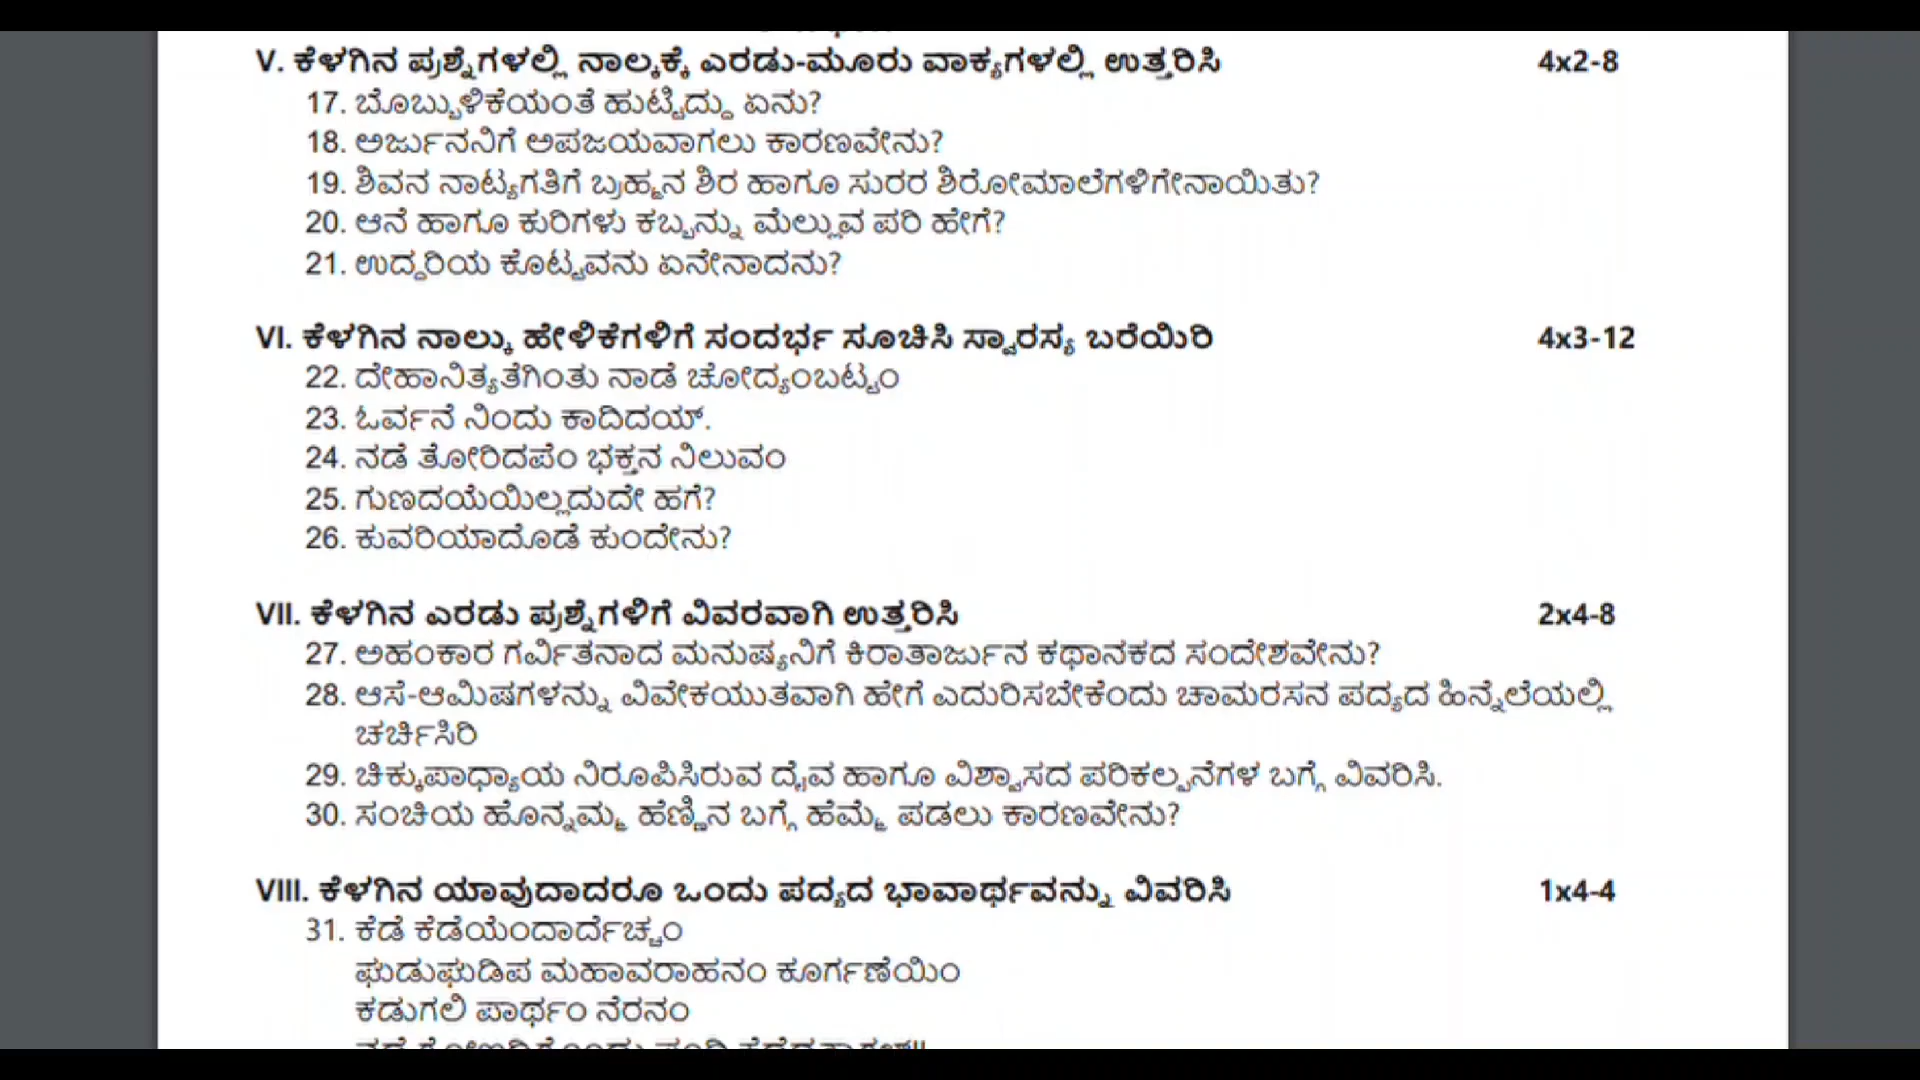 V. ಕೆಳಗಿನ ಪ್ರಶ್ನೆಗಳಲ್ಲಿ ನಾಲ್ಕಕ್ಕೆ ಎರಡು-ಮೂರು ವಾಕ್ಯಗಳಲ್ಲಿ ಉತ್ತರಿಸಿ 4x2-8
17. ಬೊಬ್ಬುಳಿಕೆಯಂತೆ ಹುಟ್ಟಿದ್ದು ಏನು?
18. ಅರ್ಜುನನಿಗೆ ಅಪಜಯವಾಗಲು ಕಾರಣವೇನು?
19. ಶಿವನ ನಾಟ್ಯಗತಿಗೆ ಬ್ರಹ್ಮನ ಶಿರ ಹಾಗೂ ಸುರರ ಶಿರೋಮಾಲೆಗಳಿಗೇನಾಯಿತು?
20. ಆನೆ ಹಾಗೂ ಕುರಿಗಳು ಕಬ್ಬನ್ನು ಮೆಲ್ಲುವ ಪರಿ ಹೇಗೆ?
21. ಉದ್ದರಿಯ ಕೊಟ್ಟವನು ಏನೇನಾದನು?
VI. ಕೆಳಗಿನ ನಾಲ್ಕು ಹೇಳಿಕೆಗಳಿಗೆ ಸಂದರ್ಭ ಸೂಚಿಸಿ ಸ್ವಾರಸ್ಯ ಬರೆಯಿರಿ 4x3-12
22. ದೇಹಾನಿತ್ಯತೆಗಿಂತು ನಾಡೆ ಚೋದ್ಯಂಬಟ್ಟಂ
23. ಓರ್ವನೆ ನಿಂದು ಕಾದಿದಯ್.
24. ನಡೆ ತೋರಿದಪೆಂ ಭಕ್ತನ ನಿಲುವಂ
25. ಗುಣದಯೆಯಿಲ್ಲದುದೇ ಹಗೆ?
26. ಕುವರಿಯಾದೊಡೆ ಕುಂದೇನು?
VII. ಕೆಳಗಿನ ಎರಡು ಪ್ರಶ್ನೆಗಳಿಗೆ ವಿವರವಾಗಿ ಉತ್ತರಿಸಿ 2x4-8
27. ಅಹಂಕಾರ ಗರ್ವಿತನಾದ ಮನುಷ್ಯನಿಗೆ ಕಿರಾತಾರ್ಜುನ ಕಥಾನಕದ ಸಂದೇಶವೇನು?
28. ಆಸೆ-ಆಮಿಷಗಳನ್ನು ವಿವೇಕಯುತವಾಗಿ ಹೇಗೆ ಎದುರಿಸಬೇಕೆಂದು ಚಾಮರಸನ ಪದ್ಯದ ಹಿನ್ನೆಲೆಯಲ್ಲಿ
ಚರ್ಚಿಸಿರಿ
29. ಚಿಕ್ಕುಪಾಧ್ಯಾಯ ನಿರೂಪಿಸಿರುವ ದೈವ ಹಾಗೂ ವಿಶ್ವಾಸದ ಪರಿಕಲ್ಪನೆಗಳ ಬಗ್ಗೆ ವಿವರಿಸಿ.
30. ಸಂಚಿಯ ಹೊನ್ನಮ್ಮ ಹೆಣ್ಣಿನ ಬಗ್ಗೆ ಹೆಮ್ಮೆ ಪಡಲು ಕಾರಣವೇನು?
VIII. ಕೆಳಗಿನ ಯಾವುದಾದರೂ ಒಂದು ಪದ್ಯದ ಭಾವಾರ್ಥವನ್ನು ವಿವರಿಸಿ 1x4-4
31. ಕೆಡೆ ಕೆಡೆಯೆಂದಾರ್ದೆಚ್ಚಂ
ಘುಡುಘುಡಿಪ ಮಹಾವರಾಹನಂ ಕೂರ್ಗಣೆಯಿಂ
ಕಡುಗಲಿ ಪಾರ್ಥಂ ನೆರನಂ